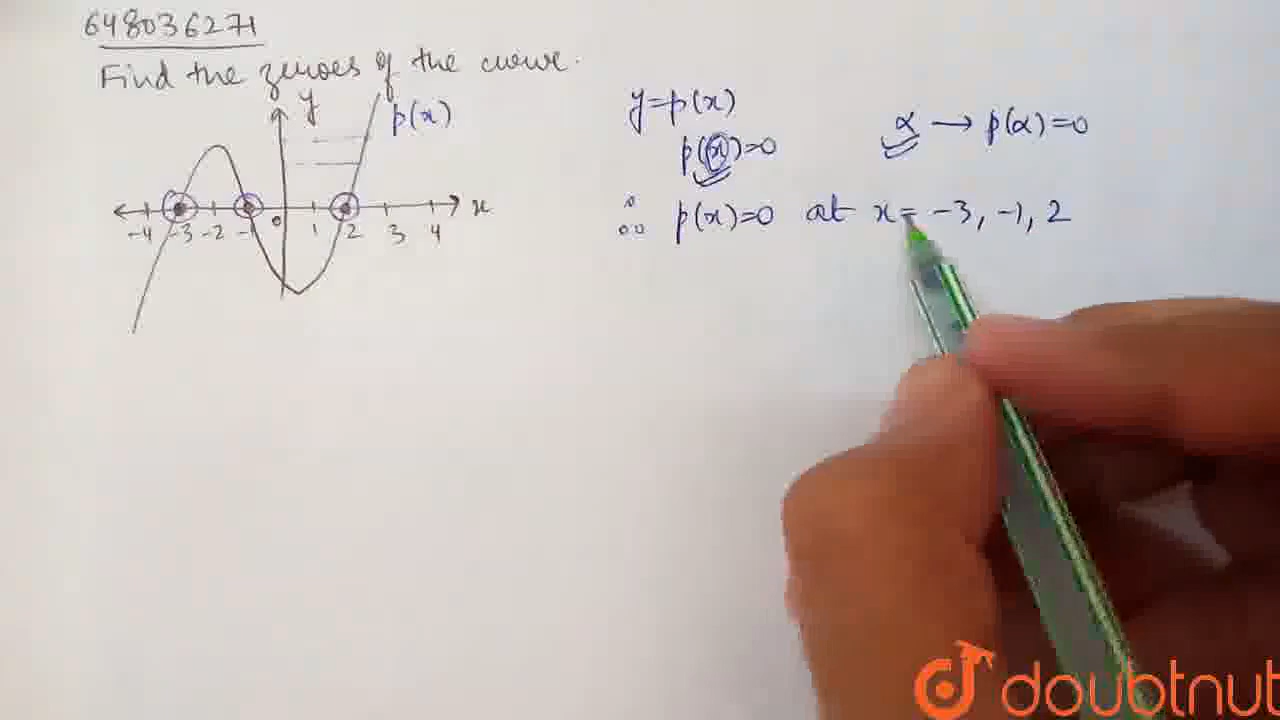 648036271
Find the zeroes of the curve.
y
p(x)
x
-4 -3 -2 -1 0 1 2 3 4
y=p(x)
p(x)=0
α → p(α)=0
∴ p(x)=0 at x= -3, -1, 2
doubtnut